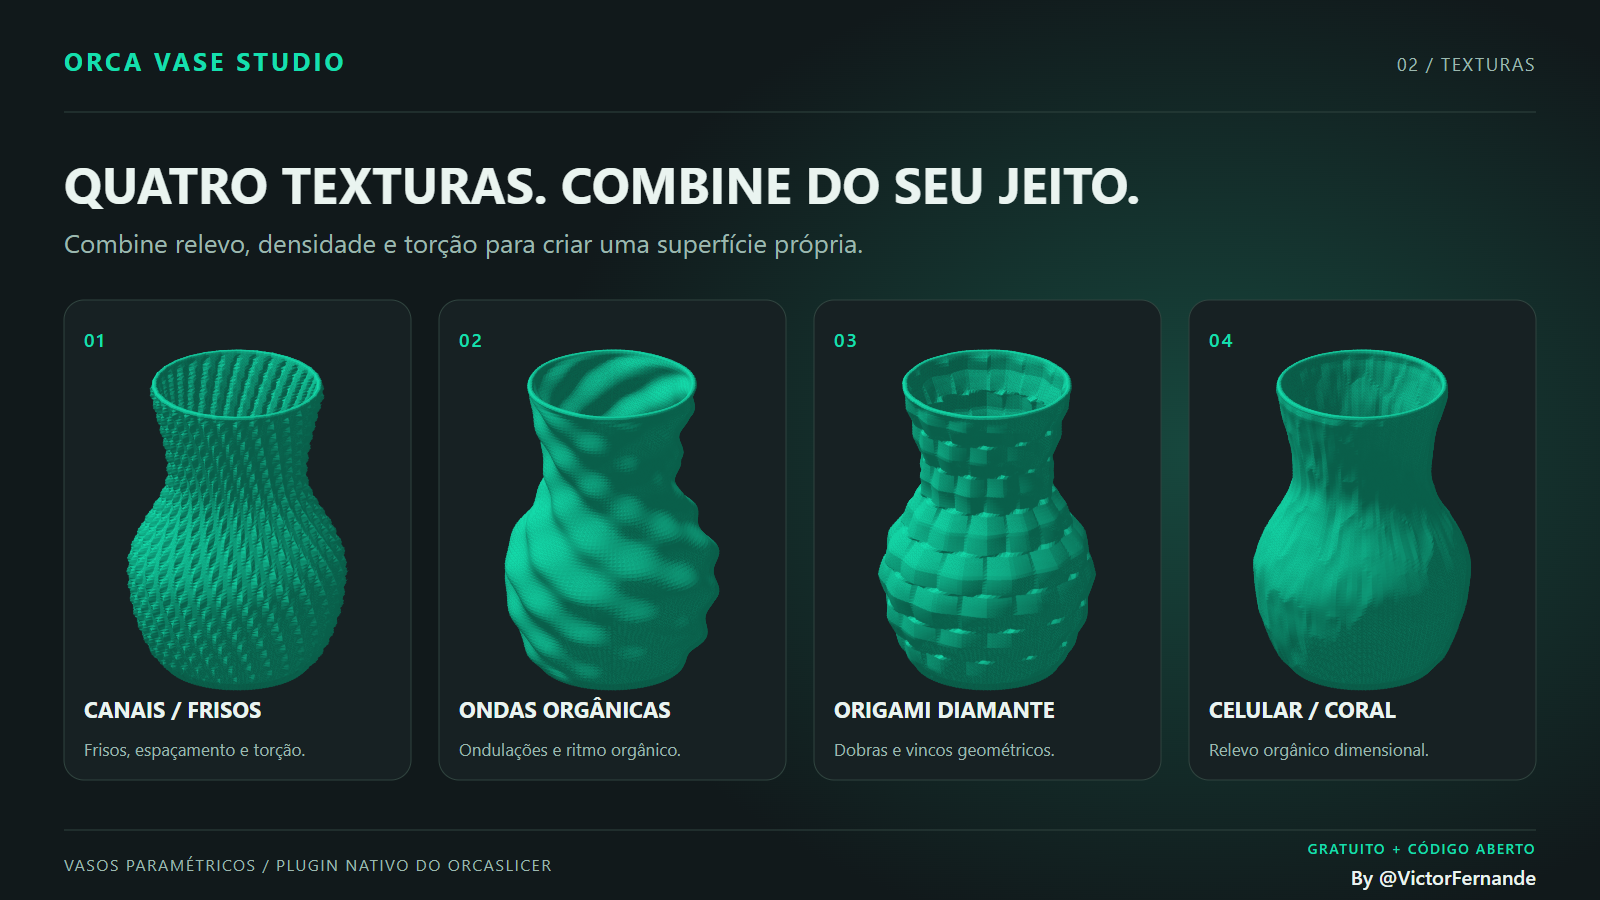 ORCA VASE STUDIO
02 / TEXTURAS
QUATRO TEXTURAS. COMBINE DO SEU JEITO.
Combine relevo, densidade e torção para criar uma superfície própria.
01
CANAIS / FRISOS
Frisos, espaçamento e torção.
02
ONDAS ORGÂNICAS
Ondulações e ritmo orgânico.
03
ORIGAMI DIAMANTE
Dobras e vincos geométricos.
04
CELULAR / CORAL
Relevo orgânico dimensional.
VASOS PARAMÉTRICOS / PLUGIN NATIVO DO ORCASLICER
GRATUITO + CÓDIGO ABERTO
By @VictorFernande